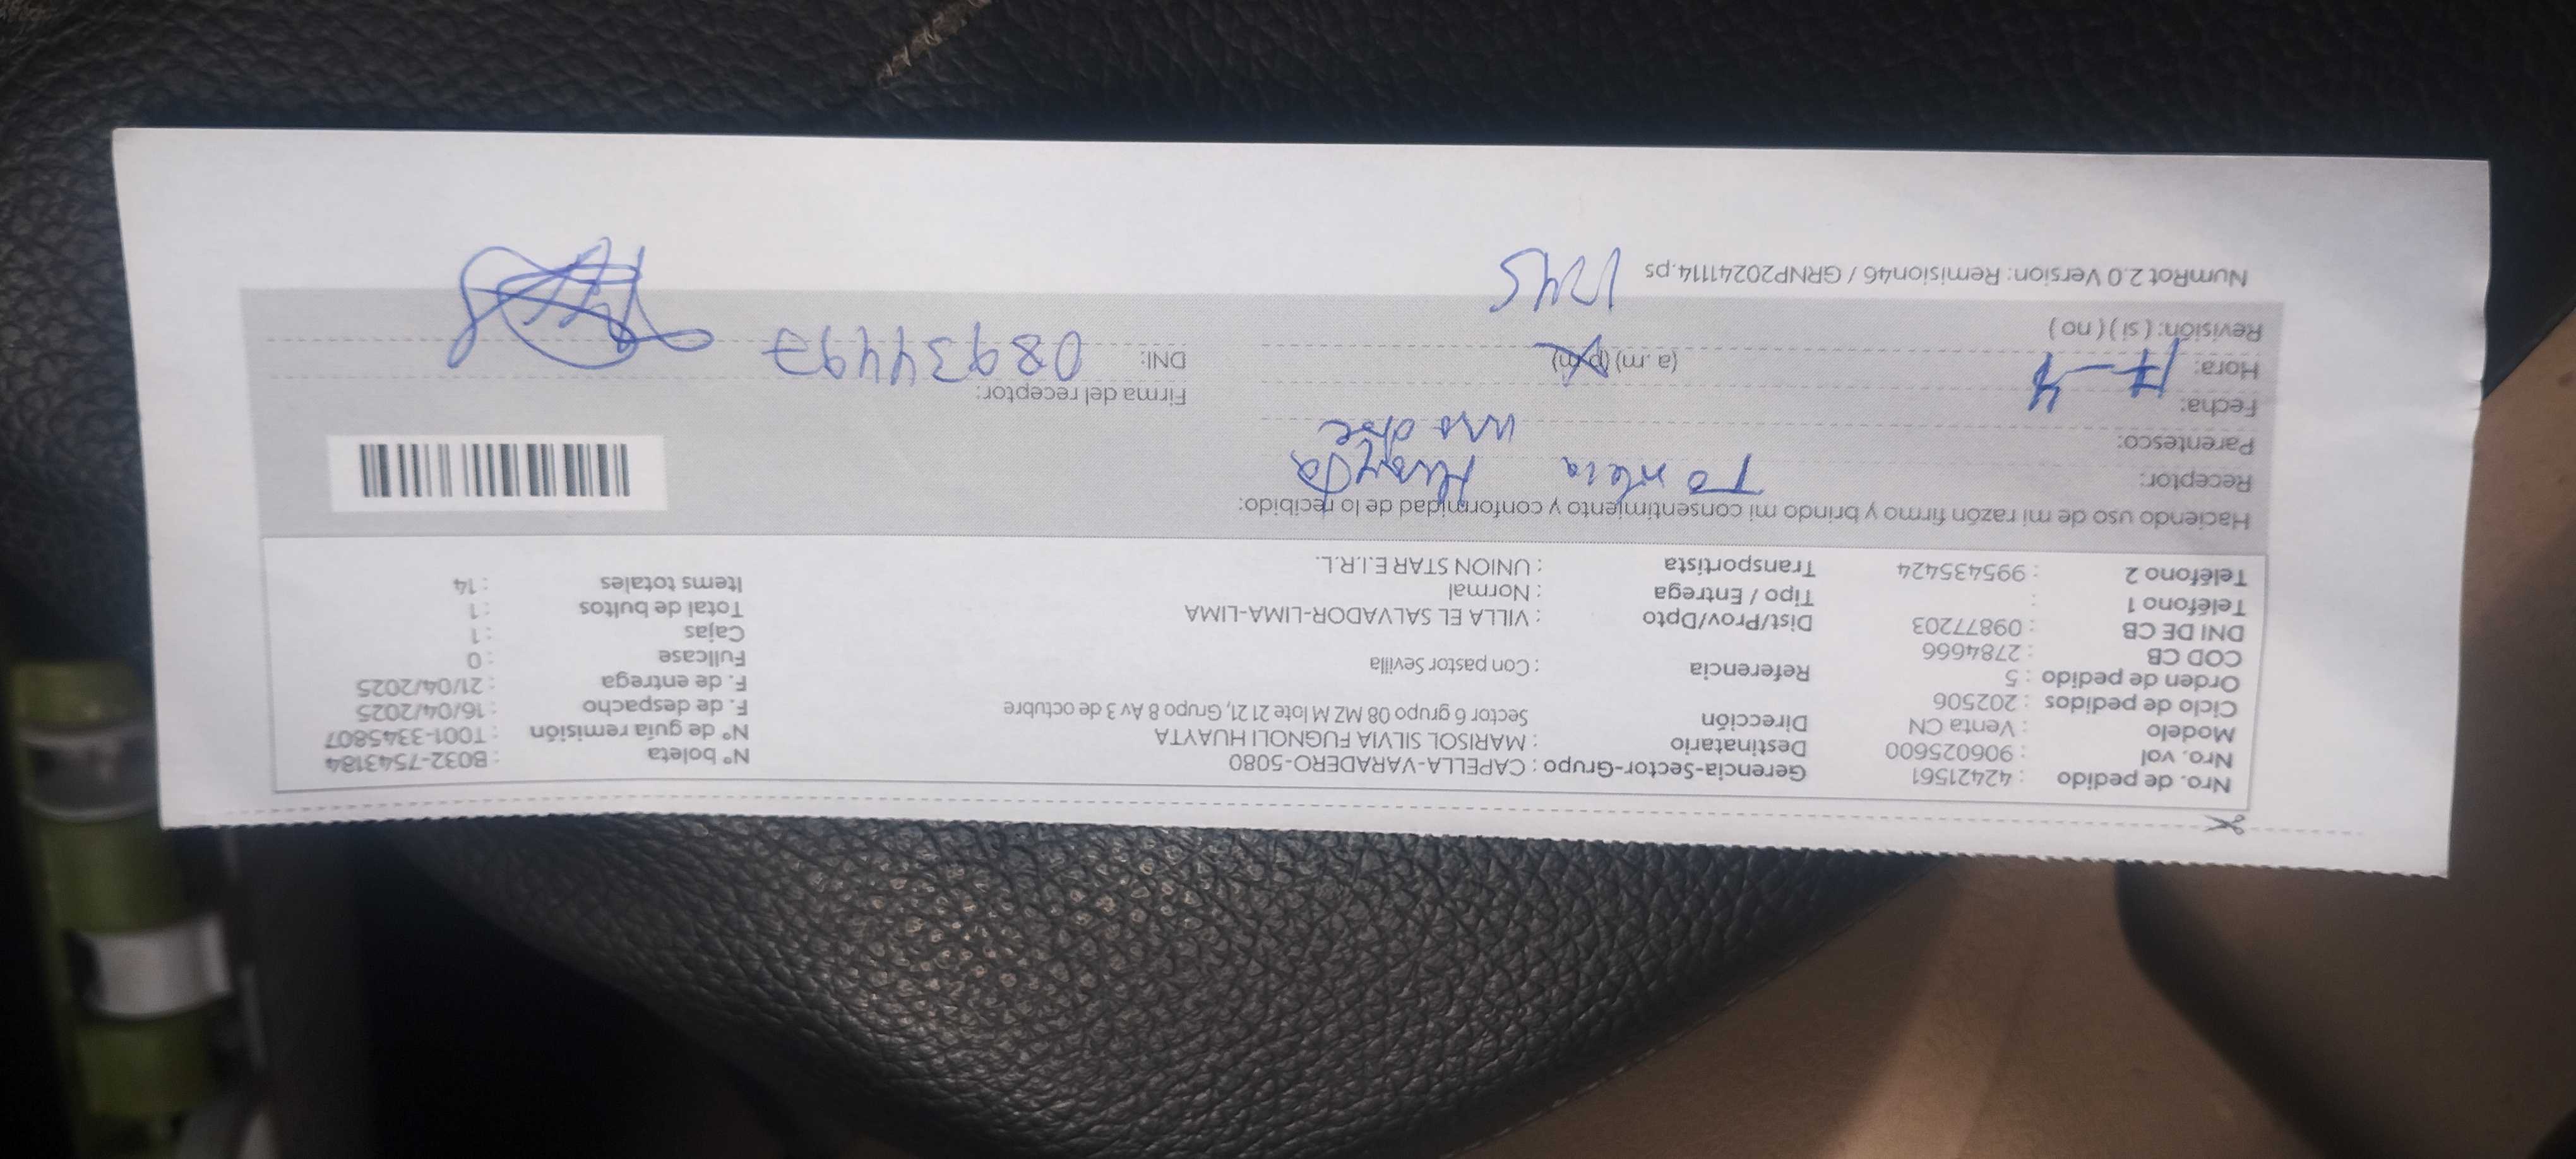 Nro. de pedido : 42421561 Gerencia-Sector-Grupo : CAPELLA-VARADERO-5080 N° boleta : B032-7543184
Nro. vol : 906025600 Destinatario : MARISOL SILVIA FUGNOLI HUAYTA N° de guía remisión : T001-3345807
Modelo : Venta CN Dirección Sector 6 grupo 08 MZ M lote 21 21, Grupo 8 Av 3 de octubre F. de despacho : 16/04/2025
Ciclo de pedidos : 202506 F. de entrega : 21/04/2025
Orden de pedido : 5 Referencia : Con pastor Sevilla Fullcase : 0
COD CB : 2784666 Cajas : 1
DNI DE CB : 09877203 Dist/Prov/Dpto : VILLA EL SALVADOR-LIMA-LIMA Total de bultos : 1
Teléfono 1 : Tipo / Entrega : Normal Items totales : 14
Teléfono 2 : 995435424 Transportista : UNION STAR E.I.R.L.
Haciendo uso de mi razón firmo y brindo mi consentimiento y conformidad de lo recibido:
Receptor: Huayta
Parentesco:
Fecha: 17-4 Firma del receptor:
Hora: (a.m) (p.m) DNI: 08934497
Revisión: ( si ) ( no ) 1245
NumRot 2.0 Version: Remision46 / GRNP20241114.ps